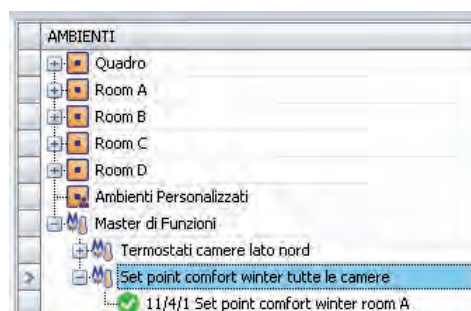 AMBIENTI
Quadro
Room A
Room B
Room C
Room D
Ambienti Personalizzati
Master di Funzioni
Termostati camere lato nord
Set point comfort winter tutte le camere
11/4/1 Set point comfort winter room A